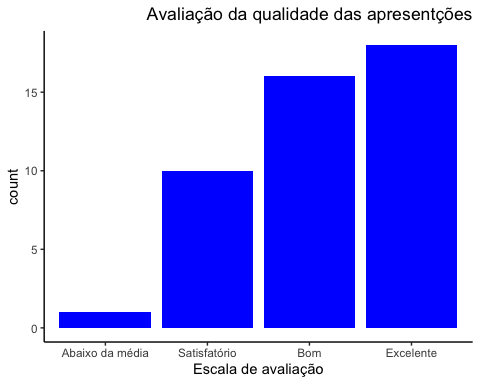 Avaliação da qualidade das apresentções
count
15
10
5
0
Abaixo da média Satisfatório Bom Excelente
Escala de avaliação